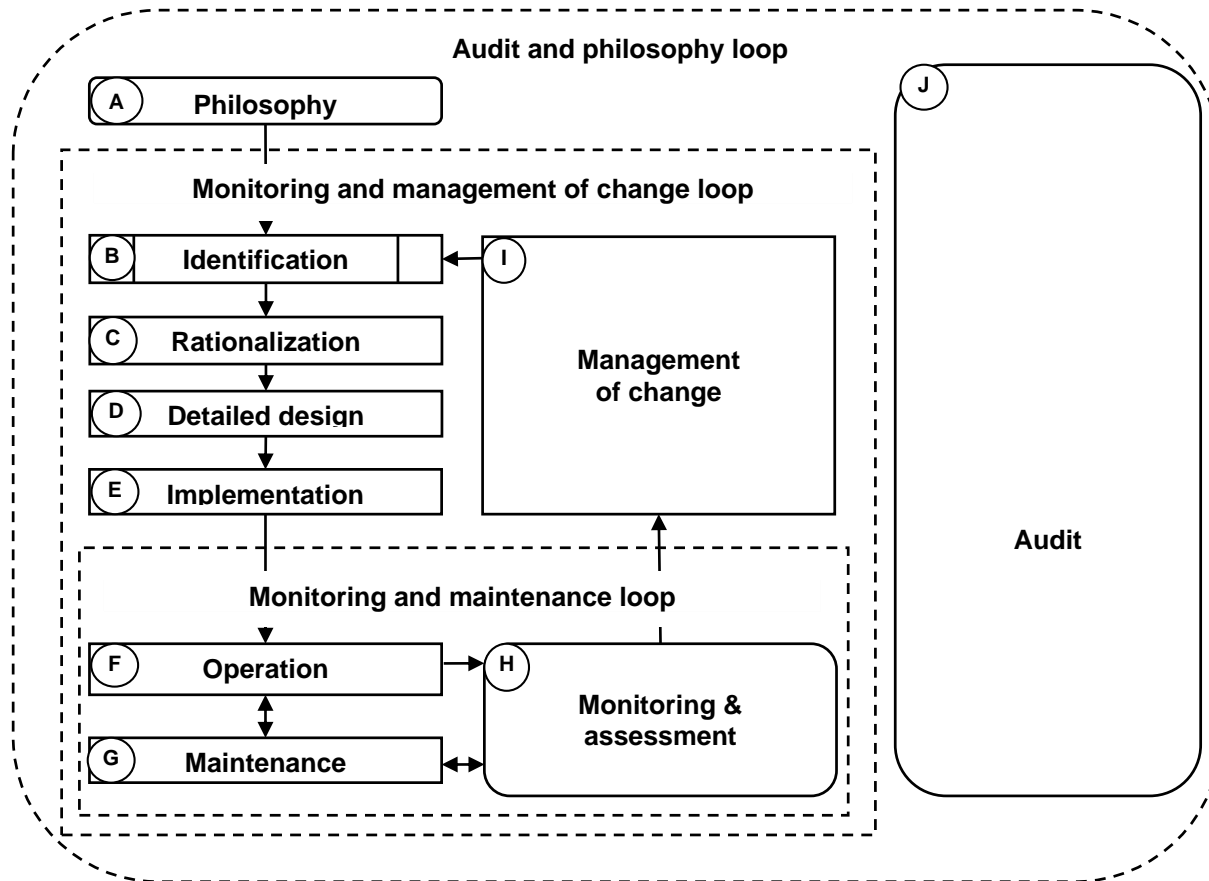 Audit and philosophy loop
A
Philosophy
J
Monitoring and management of change loop
B
Identification
I
C
Rationalization
Management
of change
D
Detailed design
E
Implementation
Audit
Monitoring and maintenance loop
F
Operation
H
Monitoring &
assessment
G
Maintenance